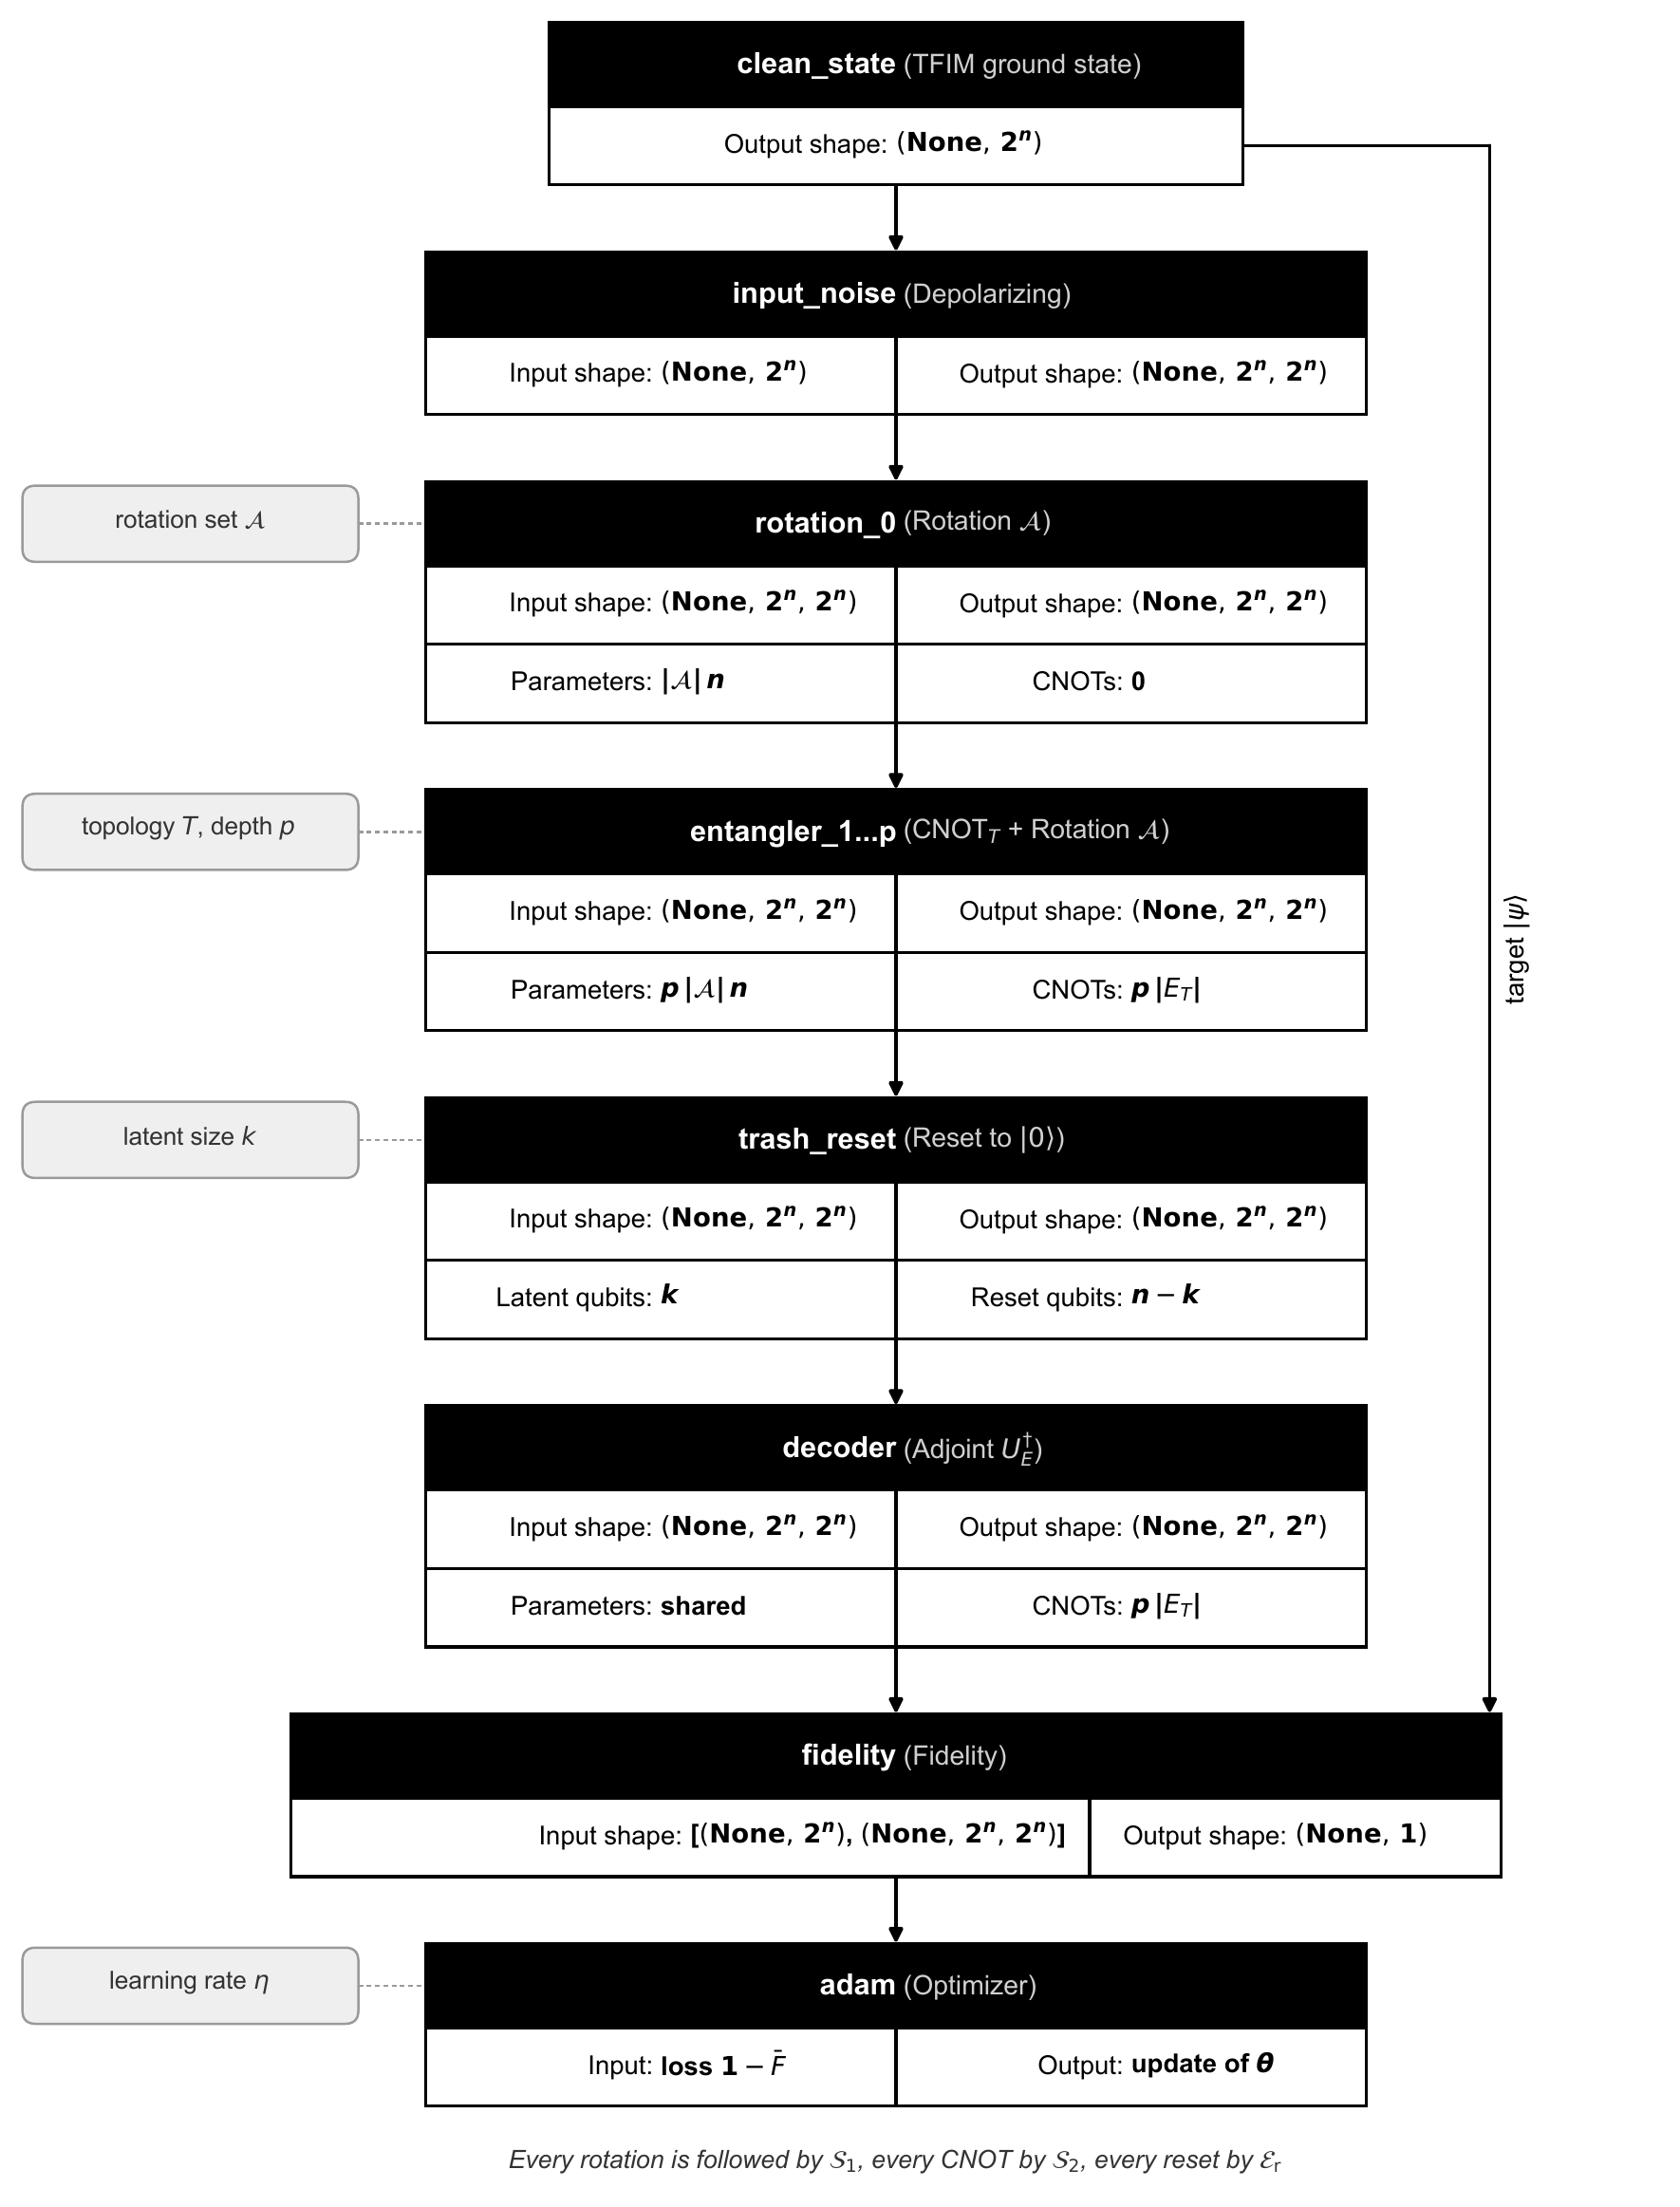 clean_state (TFIM ground state)
Output shape: (None, 2ⁿ)
input_noise (Depolarizing)
Input shape: (None, 2ⁿ) Output shape: (None, 2ⁿ, 2ⁿ)
rotation set 𝒜
rotation_0 (Rotation 𝒜)
Input shape: (None, 2ⁿ, 2ⁿ) Output shape: (None, 2ⁿ, 2ⁿ)
Parameters: |𝒜| n CNOTs: 0
topology T, depth p
entangler_1...p (CNOT_T + Rotation 𝒜)
Input shape: (None, 2ⁿ, 2ⁿ) Output shape: (None, 2ⁿ, 2ⁿ)
Parameters: p |𝒜| n CNOTs: p |E_T|
target |ψ⟩
latent size k
trash_reset (Reset to |0⟩)
Input shape: (None, 2ⁿ, 2ⁿ) Output shape: (None, 2ⁿ, 2ⁿ)
Latent qubits: k Reset qubits: n − k
decoder (Adjoint U_E^†)
Input shape: (None, 2ⁿ, 2ⁿ) Output shape: (None, 2ⁿ, 2ⁿ)
Parameters: shared CNOTs: p |E_T|
fidelity (Fidelity)
Input shape: [(None, 2ⁿ), (None, 2ⁿ, 2ⁿ)] Output shape: (None, 1)
learning rate η
adam (Optimizer)
Input: loss 1 − F̄ Output: update of θ
Every rotation is followed by 𝒮₁, every CNOT by 𝒮₂, every reset by ℰ_r